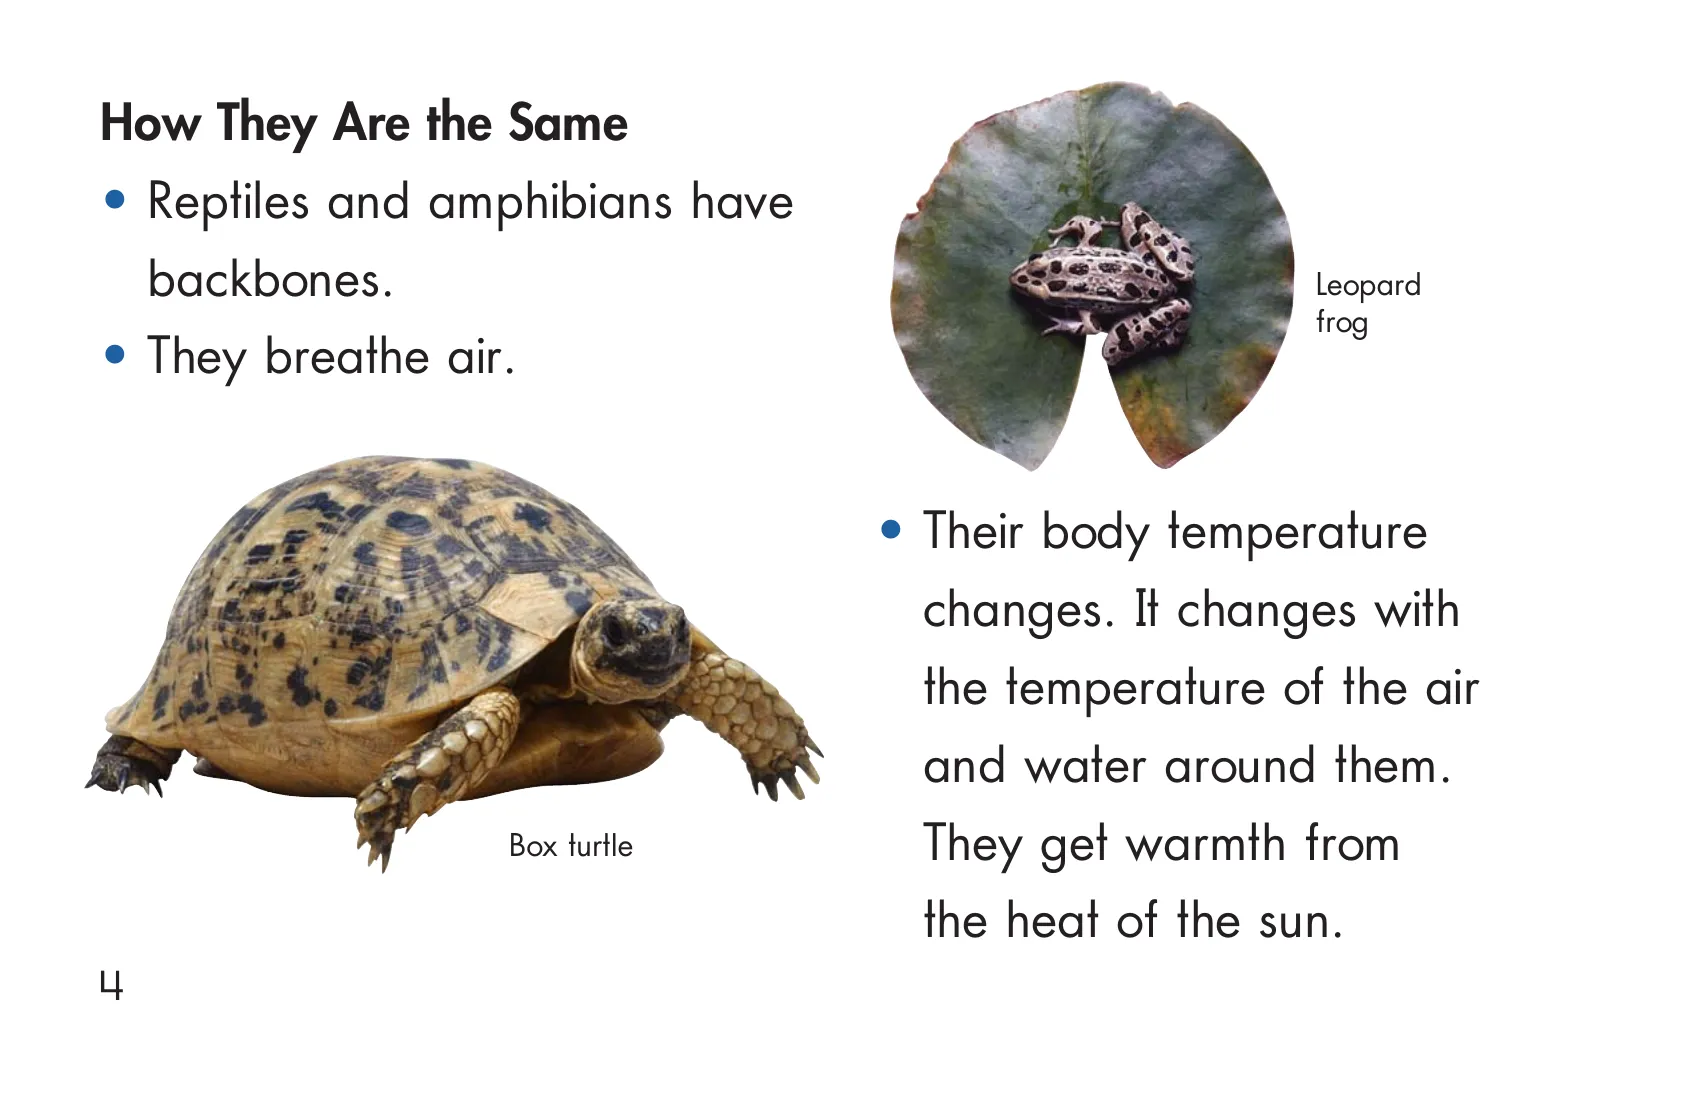 How They Are the Same
• Reptiles and amphibians have
backbones.
• They breathe air.
Box turtle
Leopard
frog
• Their body temperature
changes. It changes with
the temperature of the air
and water around them.
They get warmth from
the heat of the sun.
4